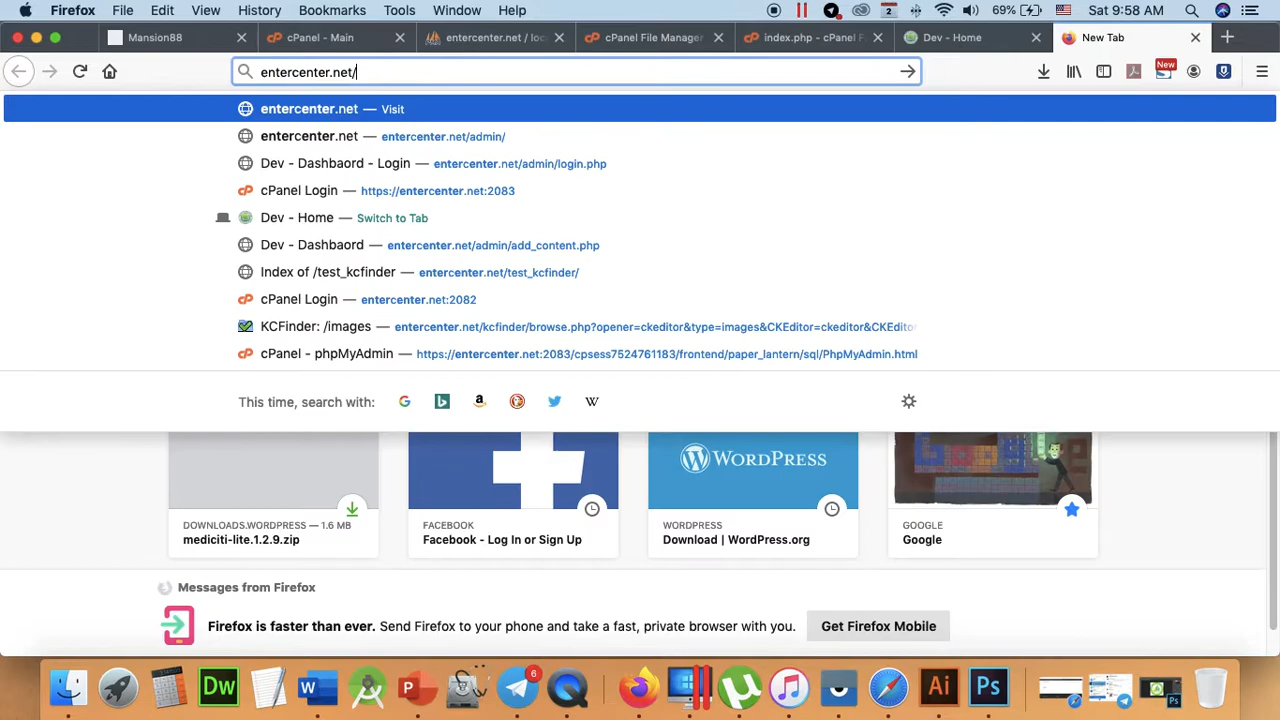 Firefox File Edit View History Bookmarks Tools Window Help 2 69% Sat 9:58 AM
Mansion88 cPanel - Main entercenter.net / loc cPanel File Manager index.php - cPanel F Dev - Home New Tab
entercenter.net/ New
entercenter.net — Visit
entercenter.net — entercenter.net/admin/
Dev - Dashbaord - Login — entercenter.net/admin/login.php
cPanel Login — https://entercenter.net:2083
Dev - Home — Switch to Tab
Dev - Dashbaord — entercenter.net/admin/add_content.php
Index of /test_kcfinder — entercenter.net/test_kcfinder/
cPanel Login — entercenter.net:2082
KCFinder: /images — entercenter.net/kcfinder/browse.php?opener=ckeditor&type=images&CKEditor=ckeditor&CKEdito
cPanel - phpMyAdmin — https://entercenter.net:2083/cpsess7524761183/frontend/paper_lantern/sql/PhpMyAdmin.html
This time, search with:
WORDPRESS
DOWNLOADS.WORDPRESS — 1.6 MB
mediciti-lite.1.2.9.zip
FACEBOOK
Facebook - Log In or Sign Up
WORDPRESS
Download | WordPress.org
GOOGLE
Google
Messages from Firefox
Firefox is faster than ever. Send Firefox to your phone and take a fast, private browser with you. Get Firefox Mobile
Dw W P 6 Ai Ps